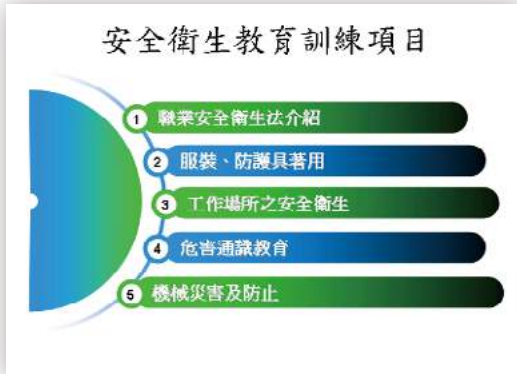 安全衛生教育訓練項目
1 職業安全衛生法介紹
2 服裝、防護具著用
3 工作場所之安全衛生
4 危害通識教育
5 機械災害及防止